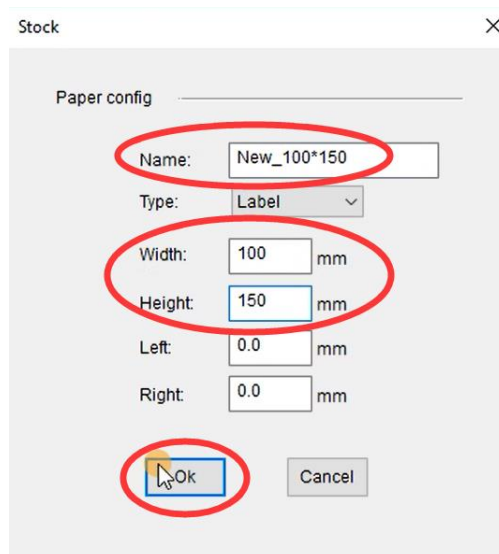 Stock
Paper config
Name: New_100*150
Type: Label
Width: 100 mm
Height: 150 mm
Left: 0.0 mm
Right: 0.0 mm
Ok Cancel